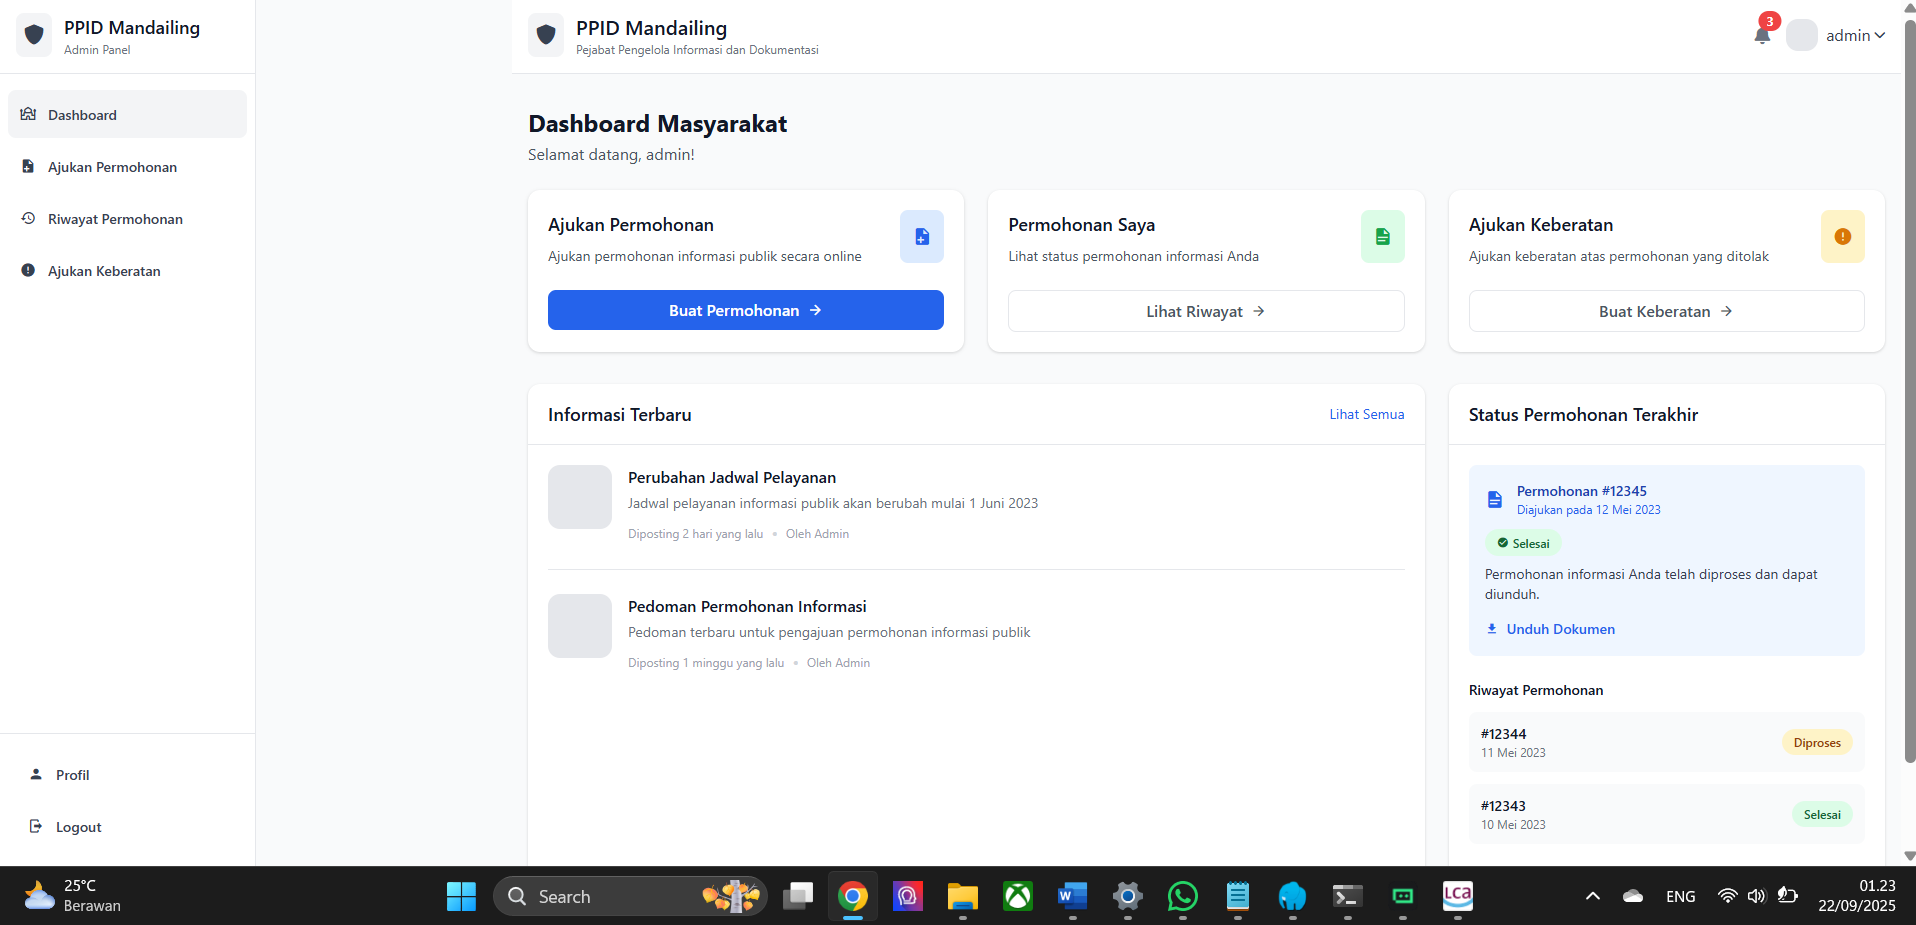 PPID Mandailing
Admin Panel
Dashboard
Ajukan Permohonan
Riwayat Permohonan
Ajukan Keberatan
Profil
Logout
PPID Mandailing
Pejabat Pengelola Informasi dan Dokumentasi
3
admin
Dashboard Masyarakat
Selamat datang, admin!
Ajukan Permohonan
Ajukan permohonan informasi publik secara online
Buat Permohonan
Permohonan Saya
Lihat status permohonan informasi Anda
Lihat Riwayat
Ajukan Keberatan
Ajukan keberatan atas permohonan yang ditolak
Buat Keberatan
Informasi Terbaru
Lihat Semua
Perubahan Jadwal Pelayanan
Jadwal pelayanan informasi publik akan berubah mulai 1 Juni 2023
Diposting 2 hari yang lalu • Oleh Admin
Pedoman Permohonan Informasi
Pedoman terbaru untuk pengajuan permohonan informasi publik
Diposting 1 minggu yang lalu • Oleh Admin
Status Permohonan Terakhir
Permohonan #12345
Diajukan pada 12 Mei 2023
Selesai
Permohonan informasi Anda telah diproses dan dapat
diunduh.
Unduh Dokumen
Riwayat Permohonan
#12344
11 Mei 2023
Diproses
#12343
10 Mei 2023
Selesai
25°C
Berawan
Search
W
LCA
ENG
01.23
22/09/2025